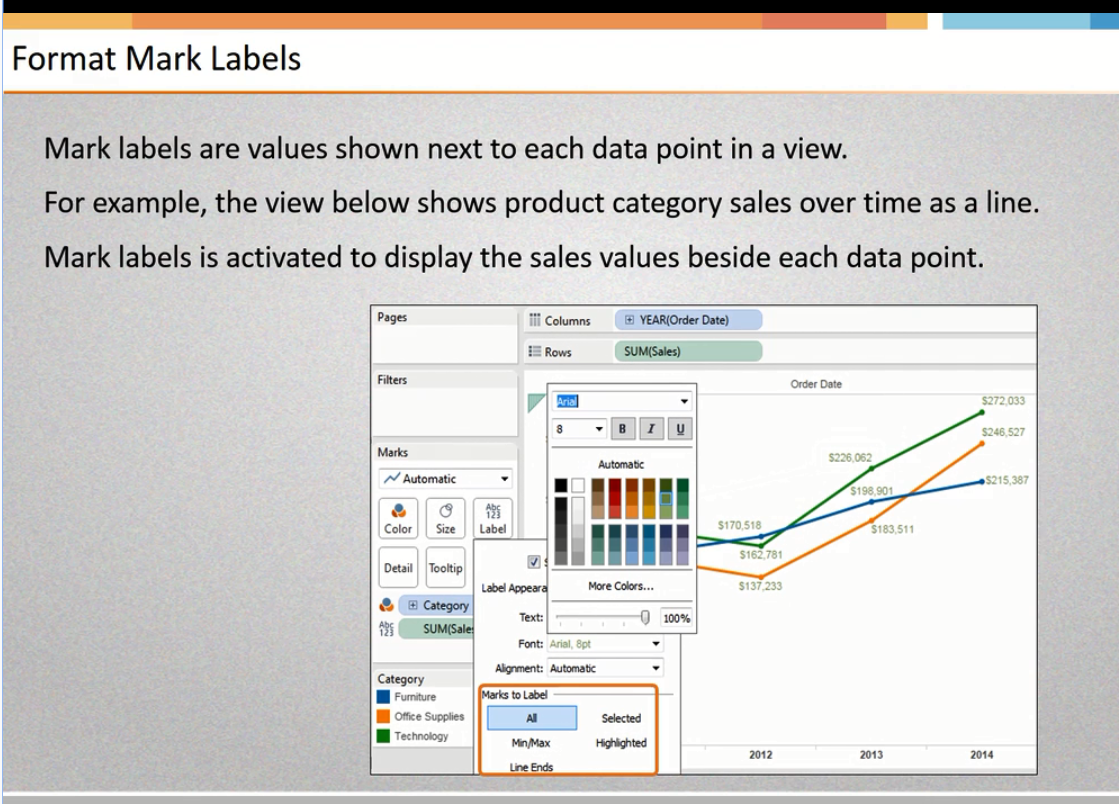 Format Mark Labels
Mark labels are values shown next to each data point in a view.
For example, the view below shows product category sales over time as a line.
Mark labels is activated to display the sales values beside each data point.
Pages
Columns
YEAR(Order Date)
Rows
SUM(Sales)
Filters
Order Date
Marks
Automatic
Color
Size
Abc
123
Label
Detail
Tooltip
Category
Abc
123
SUM(Sales
Category
Furniture
Office Supplies
Technology
Arial
8
B I U
Automatic
More Colors...
100%
Label Appeara
Text:
Font: Arial, 8pt
Alignment: Automatic
Marks to Label
All
Selected
Min/Max
Highlighted
Line Ends
$272,033
$246,527
$226,062
$215,387
$198,901
$183,511
$170,518
$162,781
$137,233
2012
2013
2014